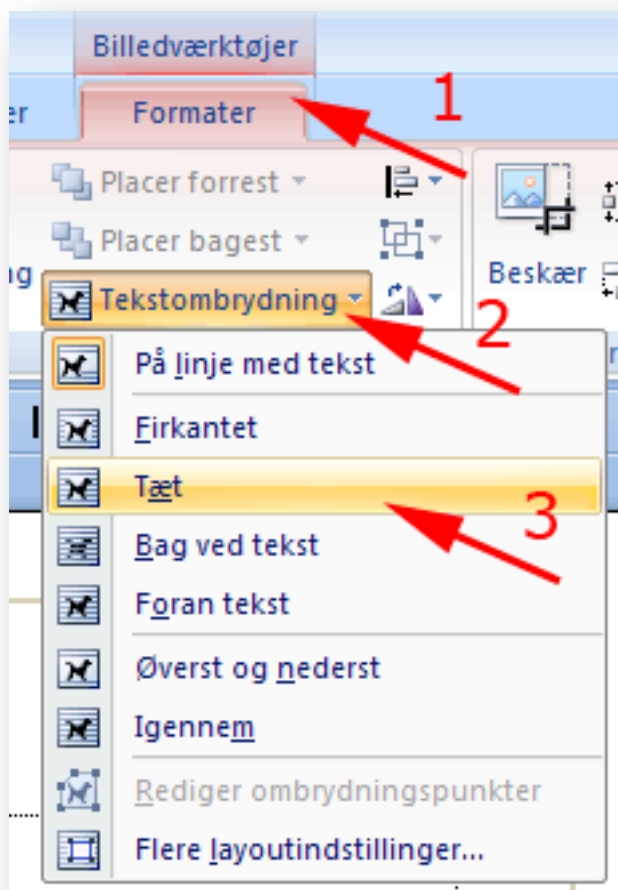 Billedværktøjer
1
er
Formater
Placer forrest
Placer bagest
ng
Beskær
Tekstombrydning
2
På linje med tekst
Firkantet
Tæt
3
Bag ved tekst
Foran tekst
Øverst og nederst
Igennem
Rediger ombrydningspunkter
Flere layoutindstillinger...